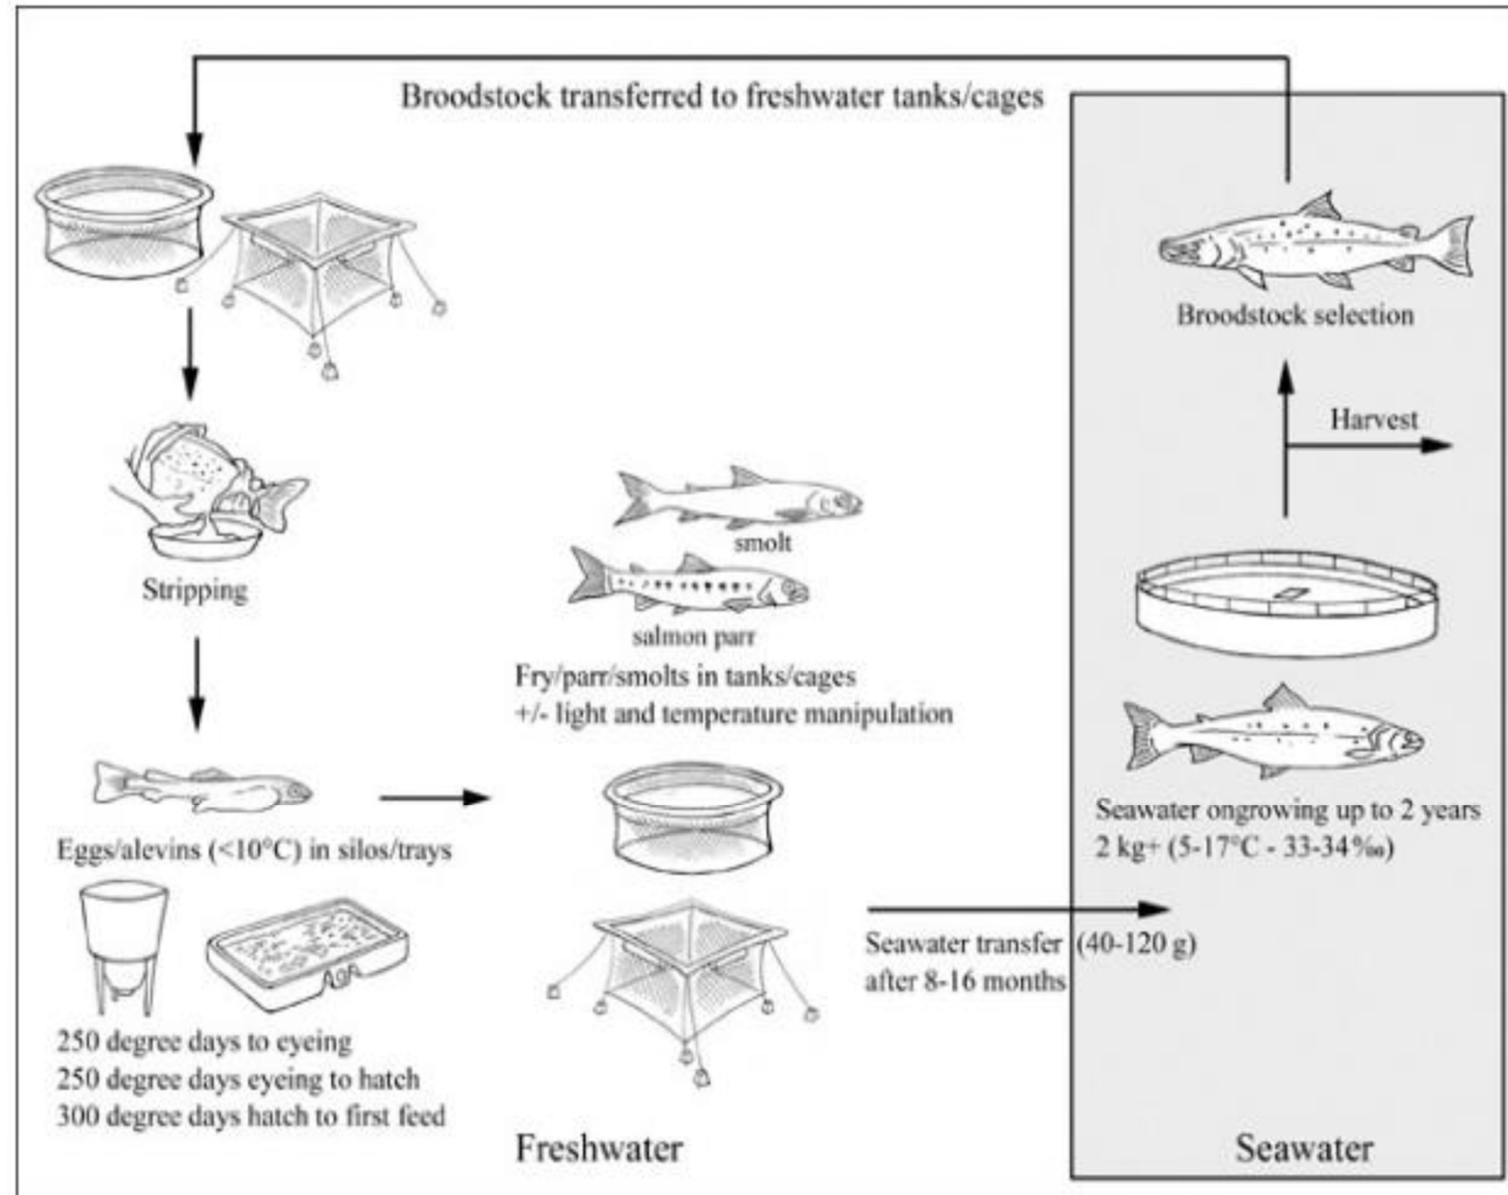 Broodstock transferred to freshwater tanks/cages
Broodstock selection
Harvest
Stripping
smolt
salmon parr
Fry/parr/smolts in tanks/cages
+/- light and temperature manipulation
Eggs/alevins (<10°C) in silos/trays
250 degree days to eyeing
250 degree days eyeing to hatch
300 degree days hatch to first feed
Seawater ongrowing up to 2 years
2 kg+ (5-17°C - 33-34‰)
Seawater transfer (40-120 g)
after 8-16 months
Freshwater
Seawater